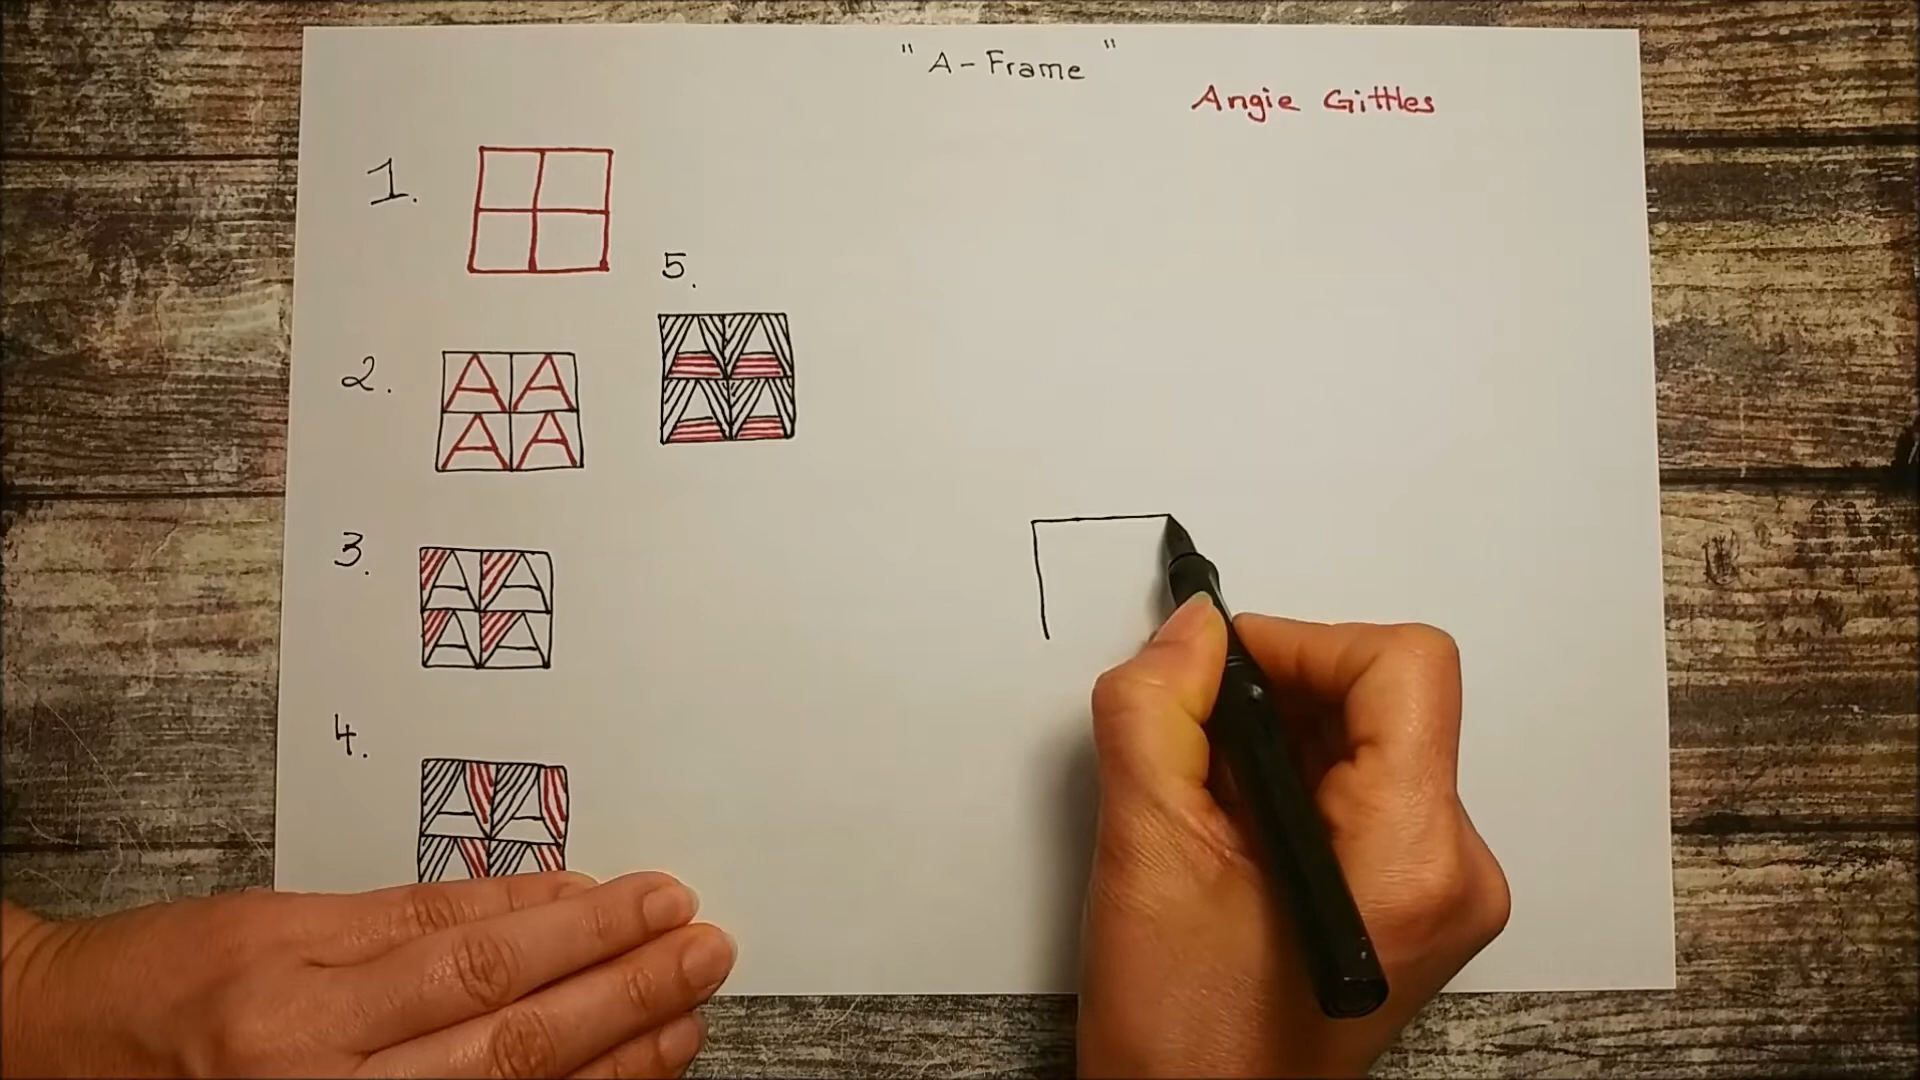 " A - Frame "
Angie Gittles
1.
5.
2.
A A
A A
3.
A A
A A
4.